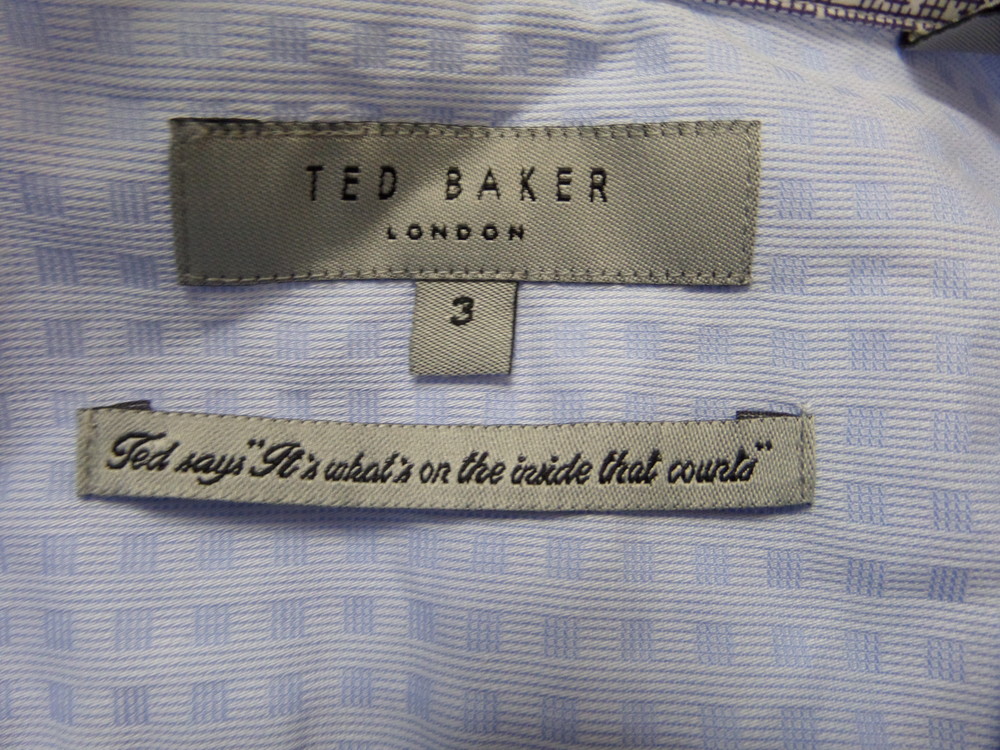 TED BAKER
LONDON
3
Ted says "It's what's on the inside that counts"